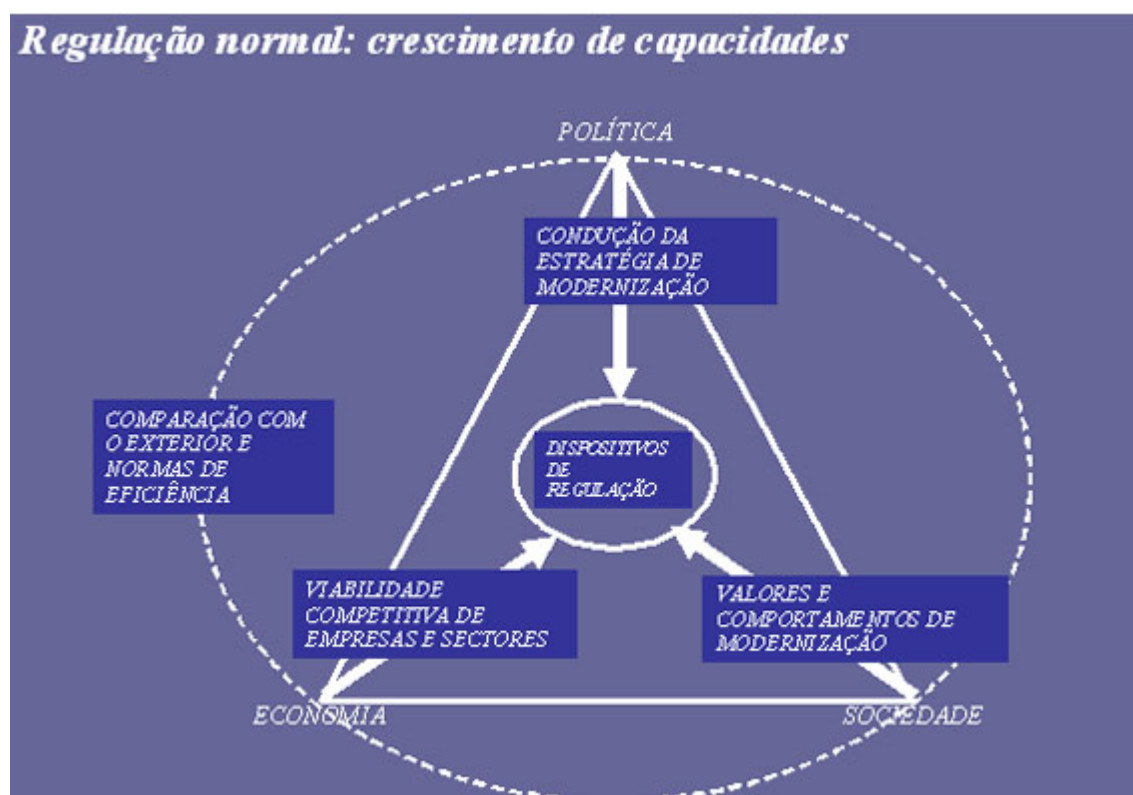 Regulação normal: crescimento de capacidades
POLÍTICA
CONDUÇÃO DA
ESTRATÉGIA DE
MODERNIZAÇÃO
COMPARAÇÃO COM
O EXTERIOR E
NORMAS DE
EFICIÊNCIA
DISPOSITIVOS
DE
REGULAÇÃO
VIABILIDADE
COMPETITIVA DE
EMPRESAS E SECTORES
VALORES E
COMPORTAMENTOS DE
MODERNIZAÇÃO
ECONOMIA
SOCIEDADE